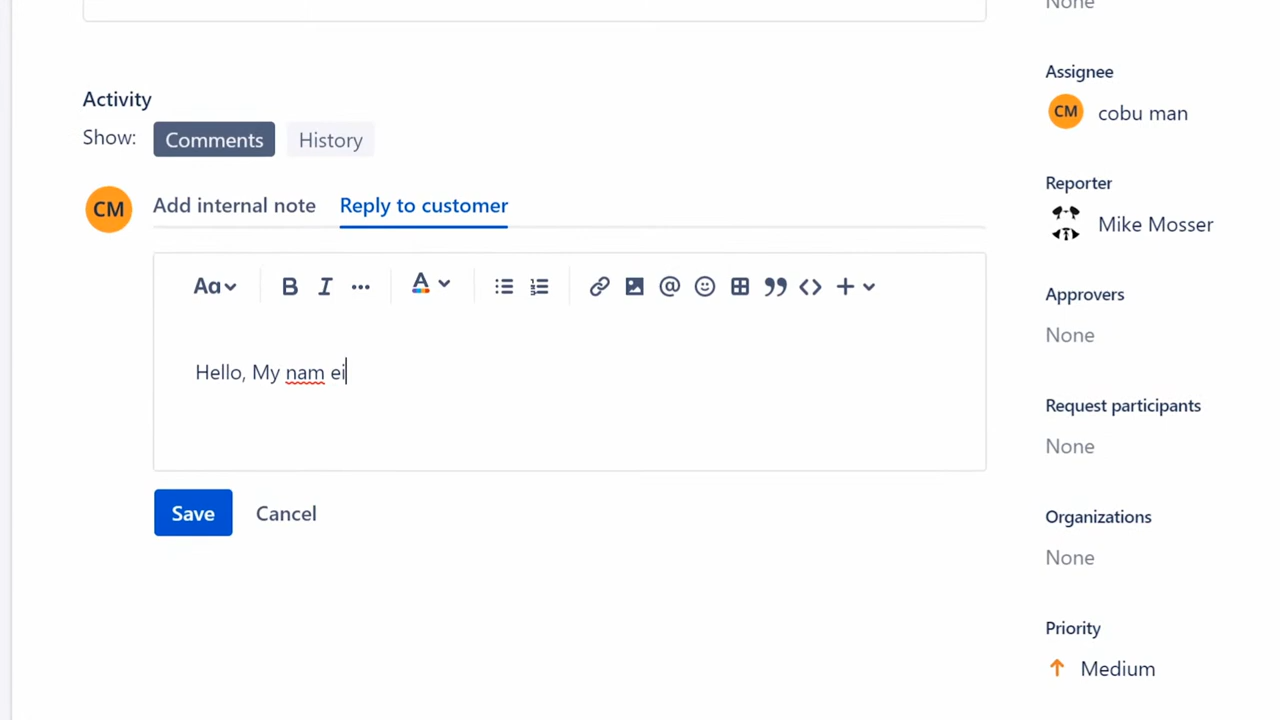 None
Activity
Show: Comments History
CM Add internal note Reply to customer
Aa B I ... A @ <> +
Hello, My nam ei
Save Cancel
Assignee
CM cobu man
Reporter
Mike Mosser
Approvers
None
Request participants
None
Organizations
None
Priority
Medium